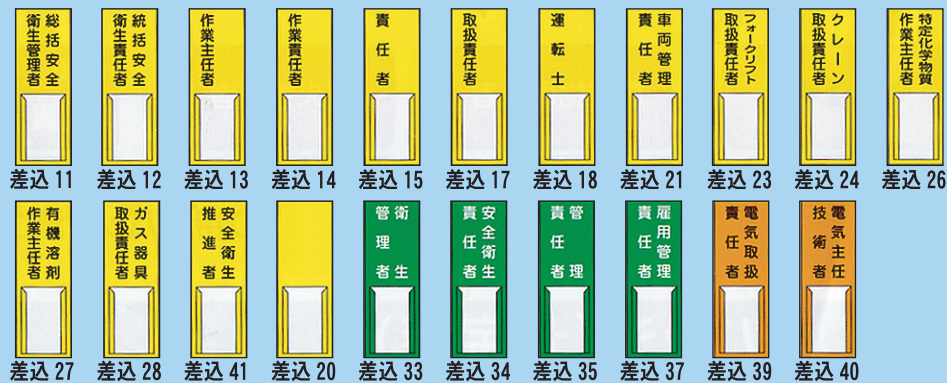 総括安全
衛生管理者
差込 11
統括安全
衛生責任者
差込 12
作業主任者
差込 13
作業責任者
差込 14
責任者
差込 15
取扱責任者
差込 17
運転士
差込 18
車両管理
責任者
差込 21
フォークリフト
取扱責任者
差込 23
クレーン
取扱責任者
差込 24
特定化学物質
作業主任者
差込 26
有機溶剤
作業主任者
差込 27
ガス器具
取扱責任者
差込 28
安全衛生
推進者
差込 41
差込 20
衛生
管理者
差込 33
安全衛生
責任者
差込 34
管理
責任者
差込 35
雇用管理
責任者
差込 37
電気取扱
責任者
差込 39
電気主任
技術者
差込 40